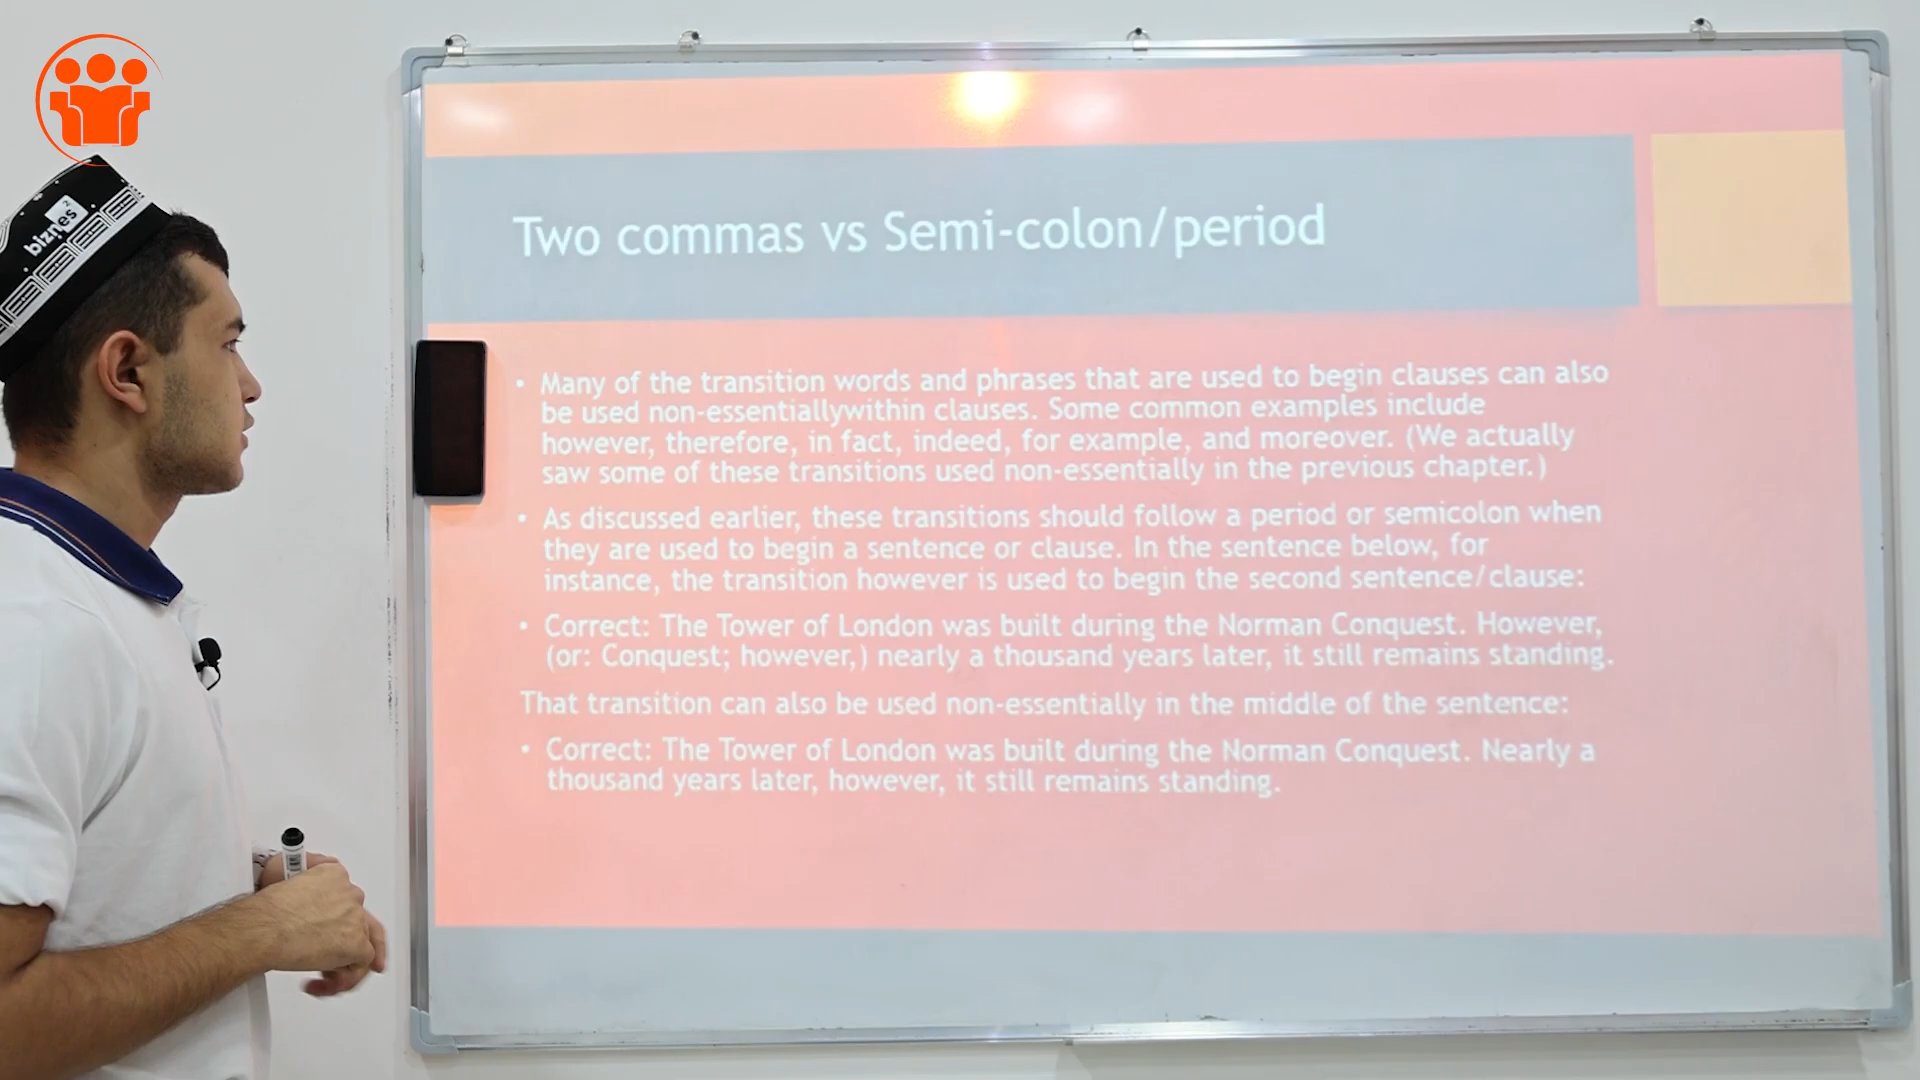 biznes 2
Two commas vs Semi-colon/period
• Many of the transition words and phrases that are used to begin clauses can also
be used non-essentiallywithin clauses. Some common examples include
however, therefore, in fact, indeed, for example, and moreover. (We actually
saw some of these transitions used non-essentially in the previous chapter.)
• As discussed earlier, these transitions should follow a period or semicolon when
they are used to begin a sentence or clause. In the sentence below, for
instance, the transition however is used to begin the second sentence/clause:
• Correct: The Tower of London was built during the Norman Conquest. However,
(or: Conquest; however,) nearly a thousand years later, it still remains standing.
That transition can also be used non-essentially in the middle of the sentence:
• Correct: The Tower of London was built during the Norman Conquest. Nearly a
thousand years later, however, it still remains standing.